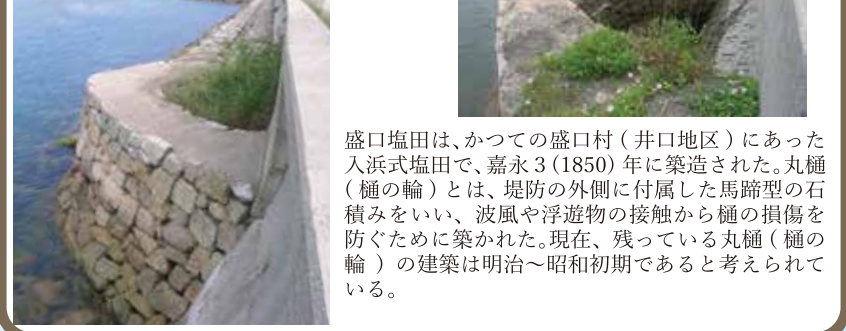 盛口塩田は、かつての盛口村（井口地区）にあった
入浜式塩田で、嘉永３（1850）年に築造された。丸樋
（樋の輪）とは、堤防の外側に付属した馬蹄型の石
積みをいい、波風や浮遊物の接触から樋の損傷を
防ぐために築かれた。現在、残っている丸樋（樋の
輪）の建築は明治～昭和初期であると考えられて
いる。